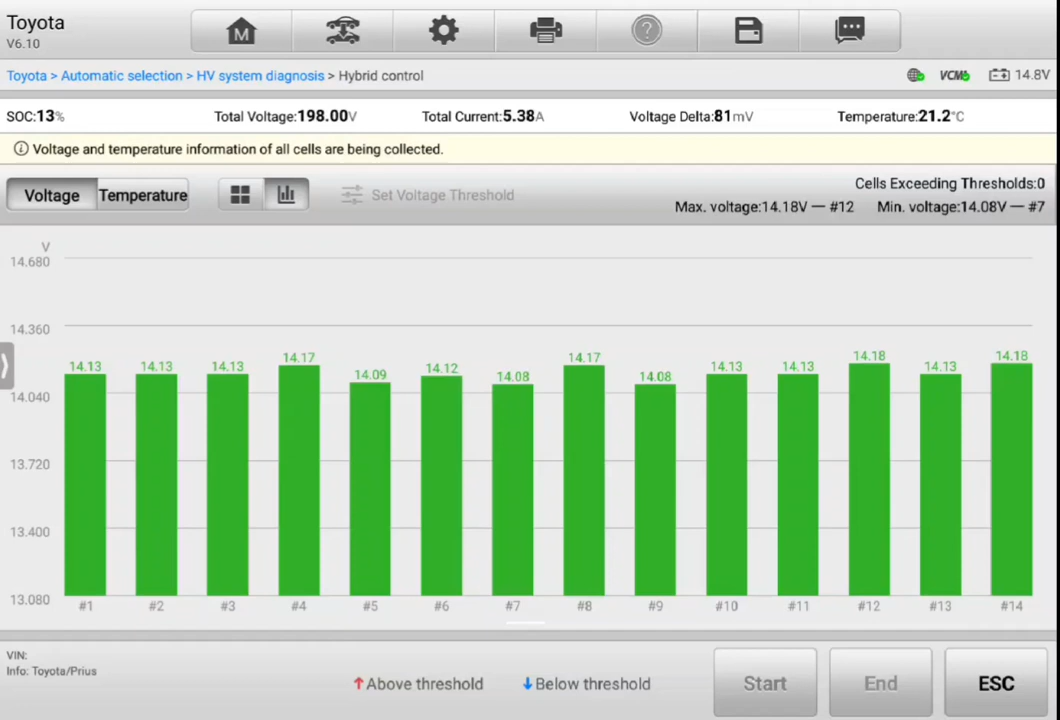 Toyota
V6.10
M
?
Toyota > Automatic selection > HV system diagnosis > Hybrid control
VCMI
14.8V
SOC:13%
Total Voltage:198.00V
Total Current:5.38A
Voltage Delta:81mV
Temperature:21.2°C
Voltage and temperature information of all cells are being collected.
Voltage
Temperature
Set Voltage Threshold
Cells Exceeding Thresholds:0
Max. voltage:14.18V — #12 Min. voltage:14.08V — #7
V
14.680
14.360
14.040
13.720
13.400
13.080
14.13 14.13 14.13 14.17 14.09 14.12 14.08 14.17 14.08 14.13 14.13 14.18 14.13 14.18
#1 #2 #3 #4 #5 #6 #7 #8 #9 #10 #11 #12 #13 #14
VIN:
Info: Toyota/Prius
↑Above threshold
↓Below threshold
Start
End
ESC